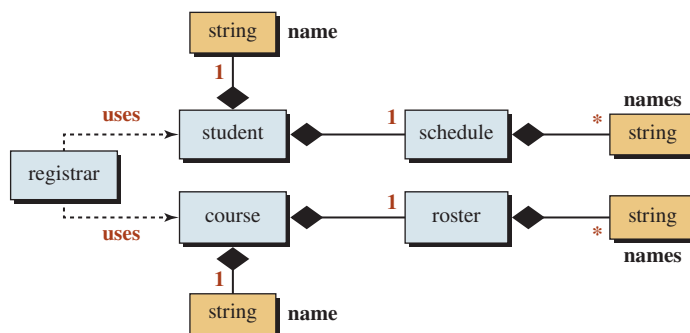 string name
1
names
uses
1
*
student
schedule
string
registrar
course
1
roster
string
uses
*
1
names
string name